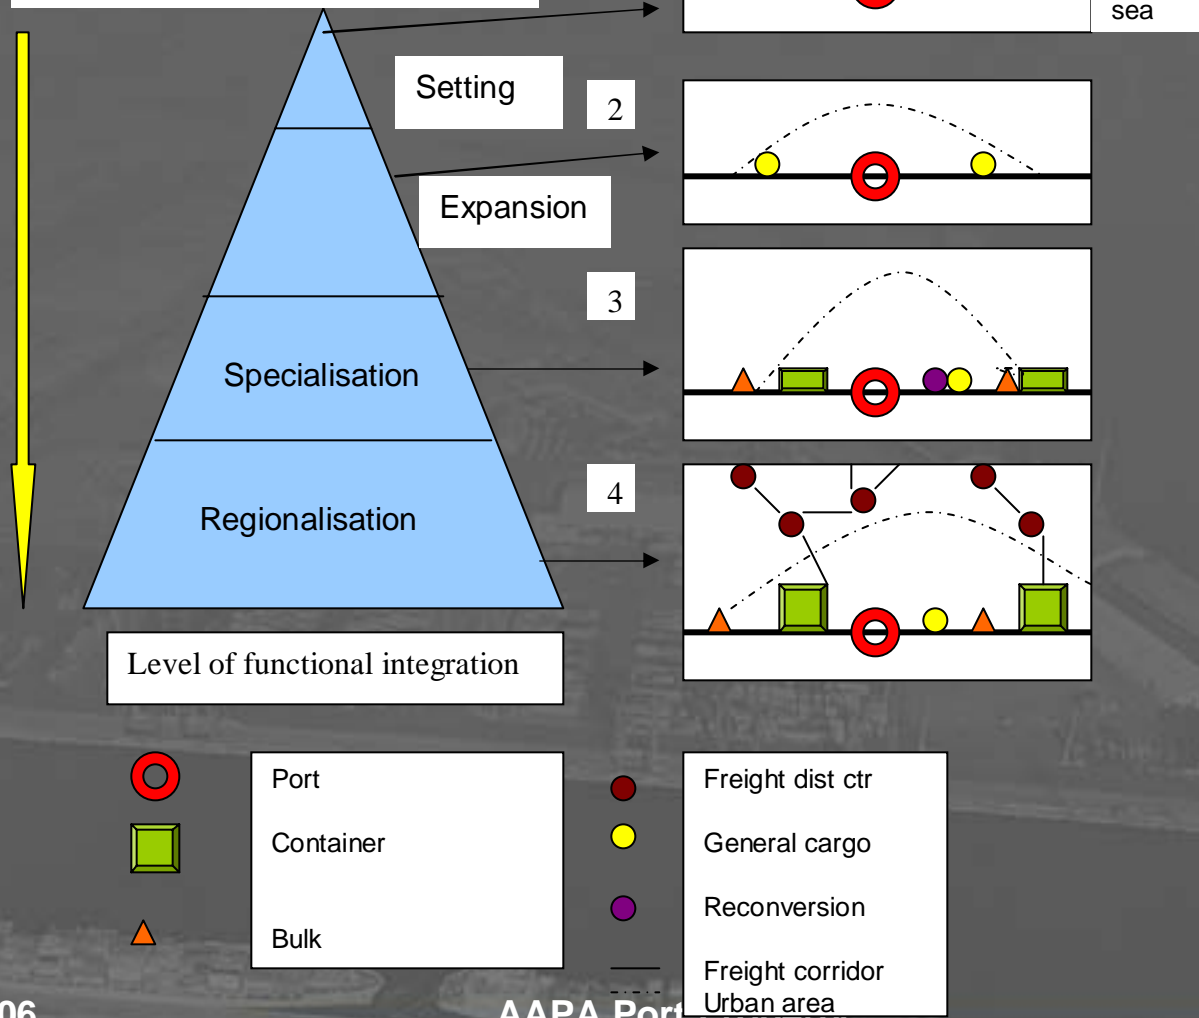 sea
Setting
2
Expansion
3
Specialisation
4
Regionalisation
Level of functional integration
Port
Container
Bulk
Freight dist ctr
General cargo
Reconversion
Freight corridor
Urban area
06
AAPA Port